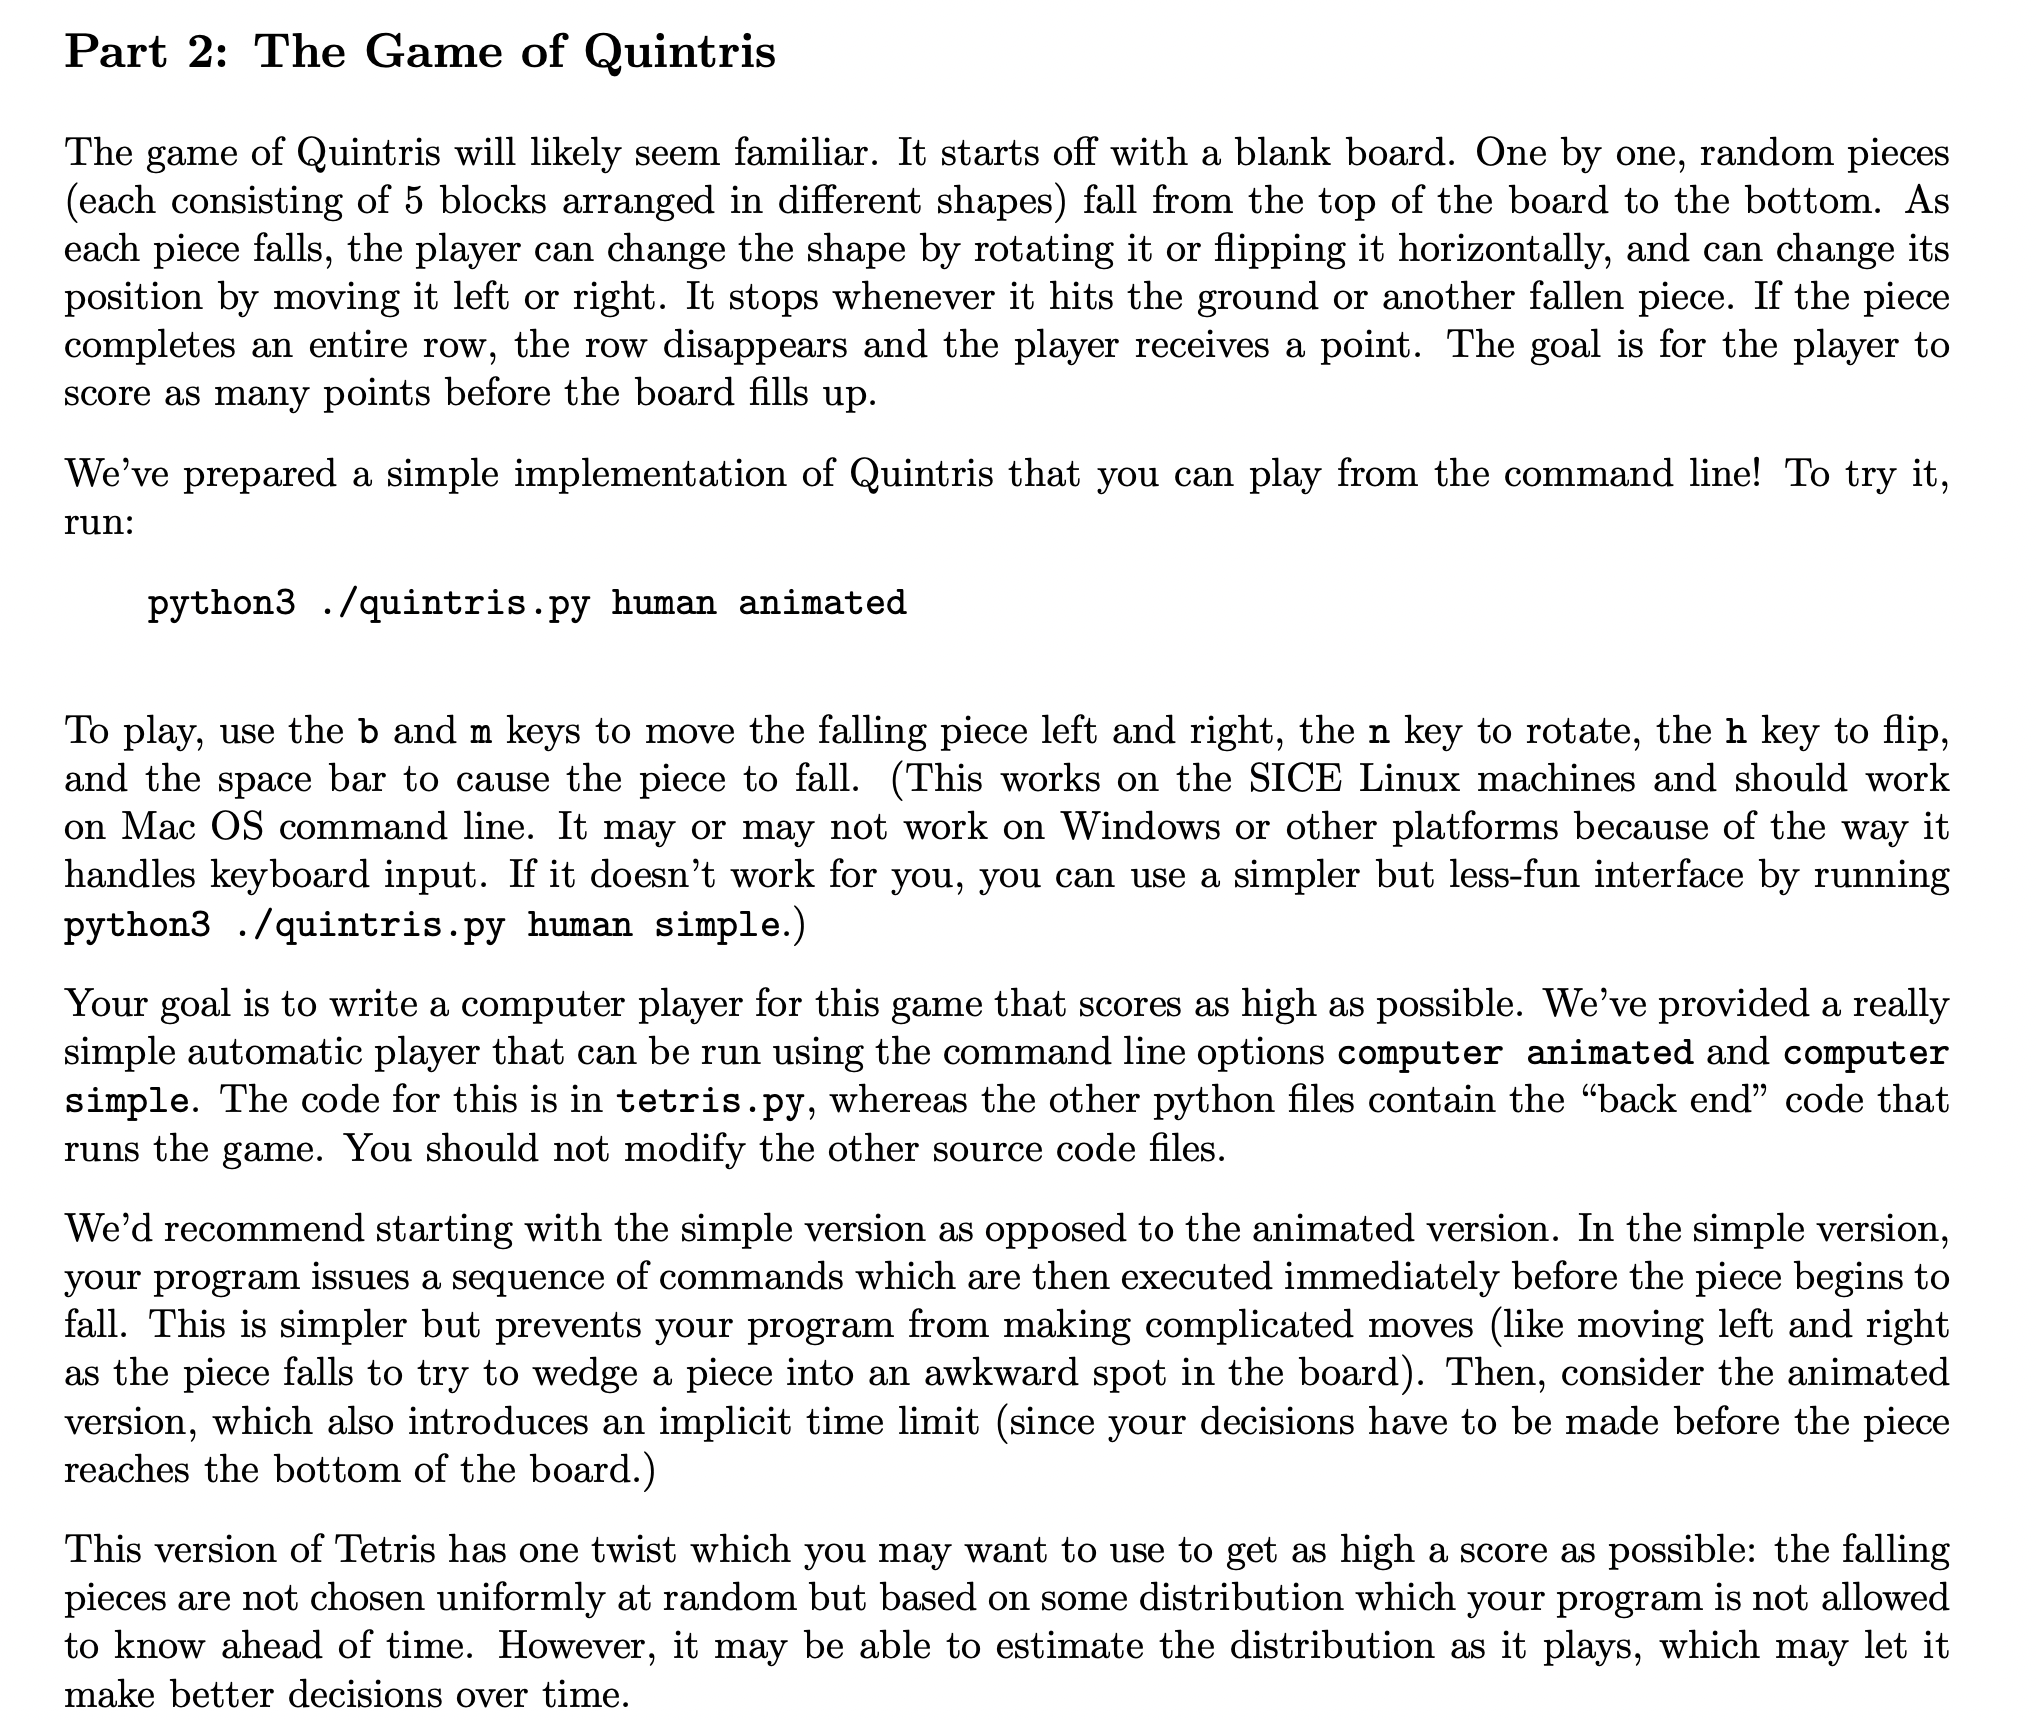 Part 2: The Game of Quintris
The game of Quintris will likely seem familiar. It starts off with a blank board. One by one, random pieces
(each consisting of 5 blocks arranged in different shapes) fall from the top of the board to the bottom. As
each piece falls, the player can change the shape by rotating it or flipping it horizontally, and can change its
position by moving it left or right. It stops whenever it hits the ground or another fallen piece. If the piece
completes an entire row, the row disappears and the player receives a point. The goal is for the player to
score as many points before the board fills up.
We've prepared a simple implementation of Quintris that you can play from the command line! To try it,
run:
python3 ./quintris.py human animated
To play, use the b and m keys to move the falling piece left and right, the n key to rotate, the h key to flip,
and the space bar to cause the piece to fall. (This works on the SICE Linux machines and should work
on Mac OS command line. It may or may not work on Windows or other platforms because of the way it
handles keyboard input. If it doesn't work for you, you can use a simpler but less-fun interface by running
python3 ./quintris.py human simple.)
Your goal is to write a computer player for this game that scores as high as possible. We've provided a really
simple automatic player that can be run using the command line options computer animated and computer
simple. The code for this is in tetris.py, whereas the other python files contain the “back end” code that
runs the game. You should not modify the other source code files.
We'd recommend starting with the simple version as opposed to the animated version. In the simple version,
your program issues a sequence of commands which are then executed immediately before the piece begins to
fall. This is simpler but prevents your program from making complicated moves (like moving left and right
as the piece falls to try to wedge a piece into an awkward spot in the board). Then, consider the animated
version, which also introduces an implicit time limit (since your decisions have to be made before the piece
reaches the bottom of the board.)
This version of Tetris has one twist which you may want to use to get as high a score as possible: the falling
pieces are not chosen uniformly at random but based on some distribution which your program is not allowed
to know ahead of time. However, it may be able to estimate the distribution as it plays, which may let it
make better decisions over time.